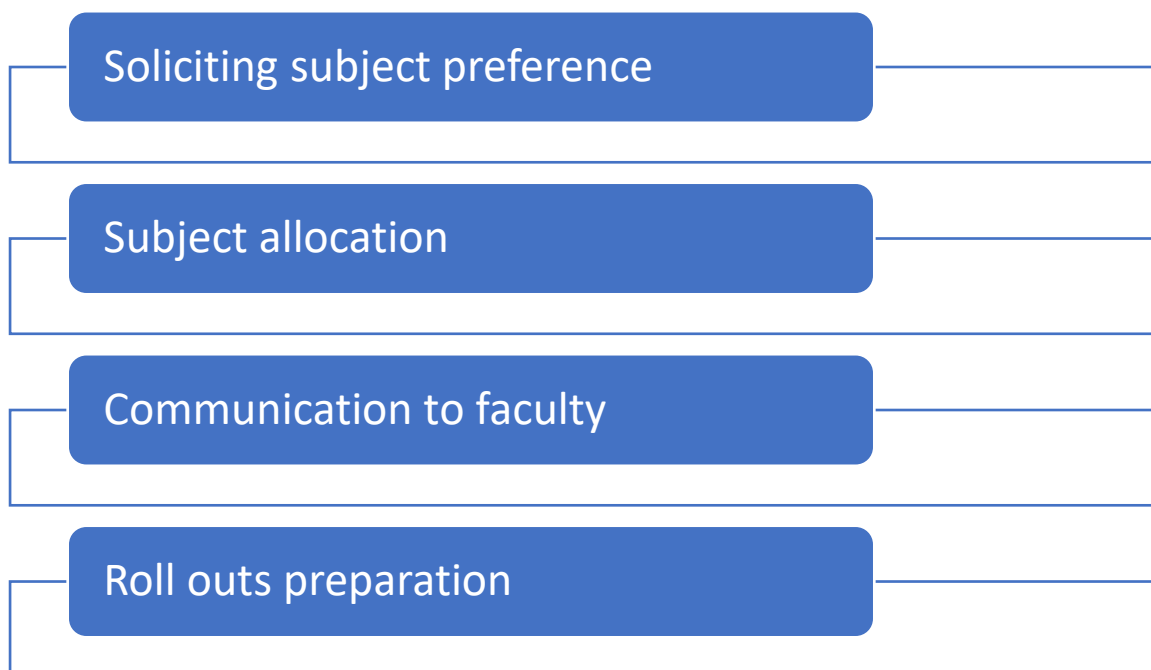 Soliciting subject preference
Subject allocation
Communication to faculty
Roll outs preparation